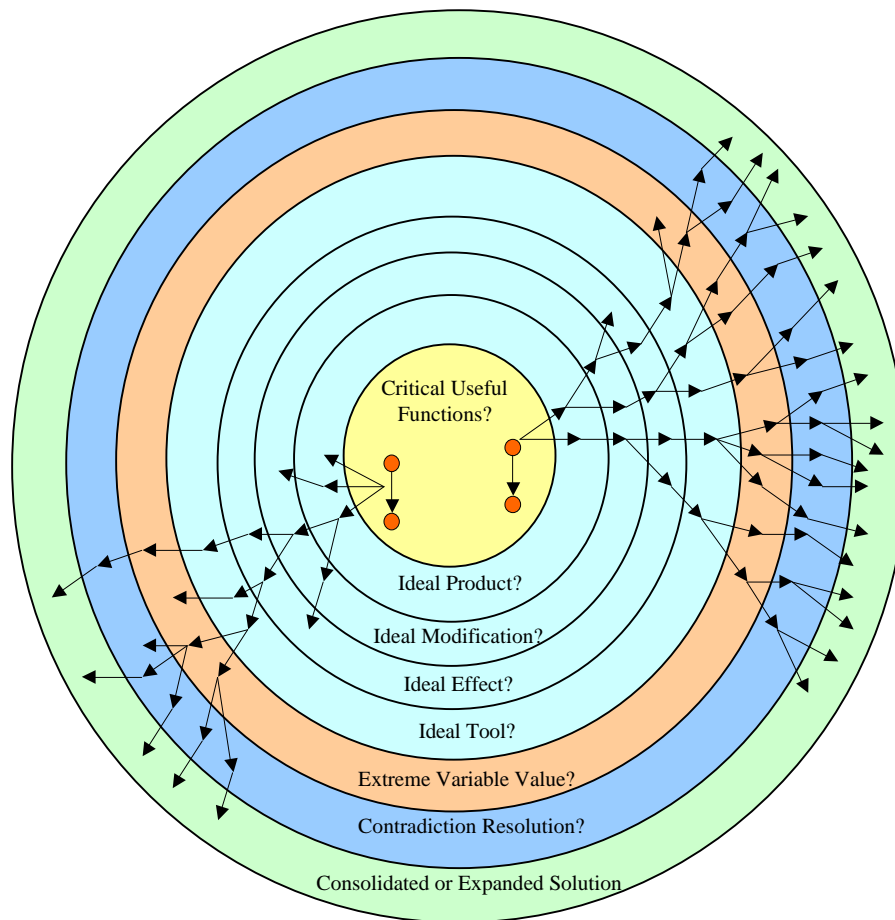 Critical Useful
Functions?
Ideal Product?
Ideal Modification?
Ideal Effect?
Ideal Tool?
Extreme Variable Value?
Contradiction Resolution?
Consolidated or Expanded Solution